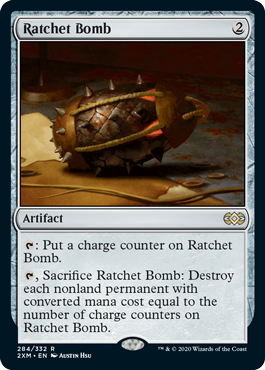 Ratchet Bomb 2
Artifact
: Put a charge counter on Ratchet
Bomb.
, Sacrifice Ratchet Bomb: Destroy
each nonland permanent with
converted mana cost equal to the
number of charge counters on
Ratchet Bomb.
284/332 R
2XM • EN Austin Hsu ™ & © 2020 Wizards of the Coast